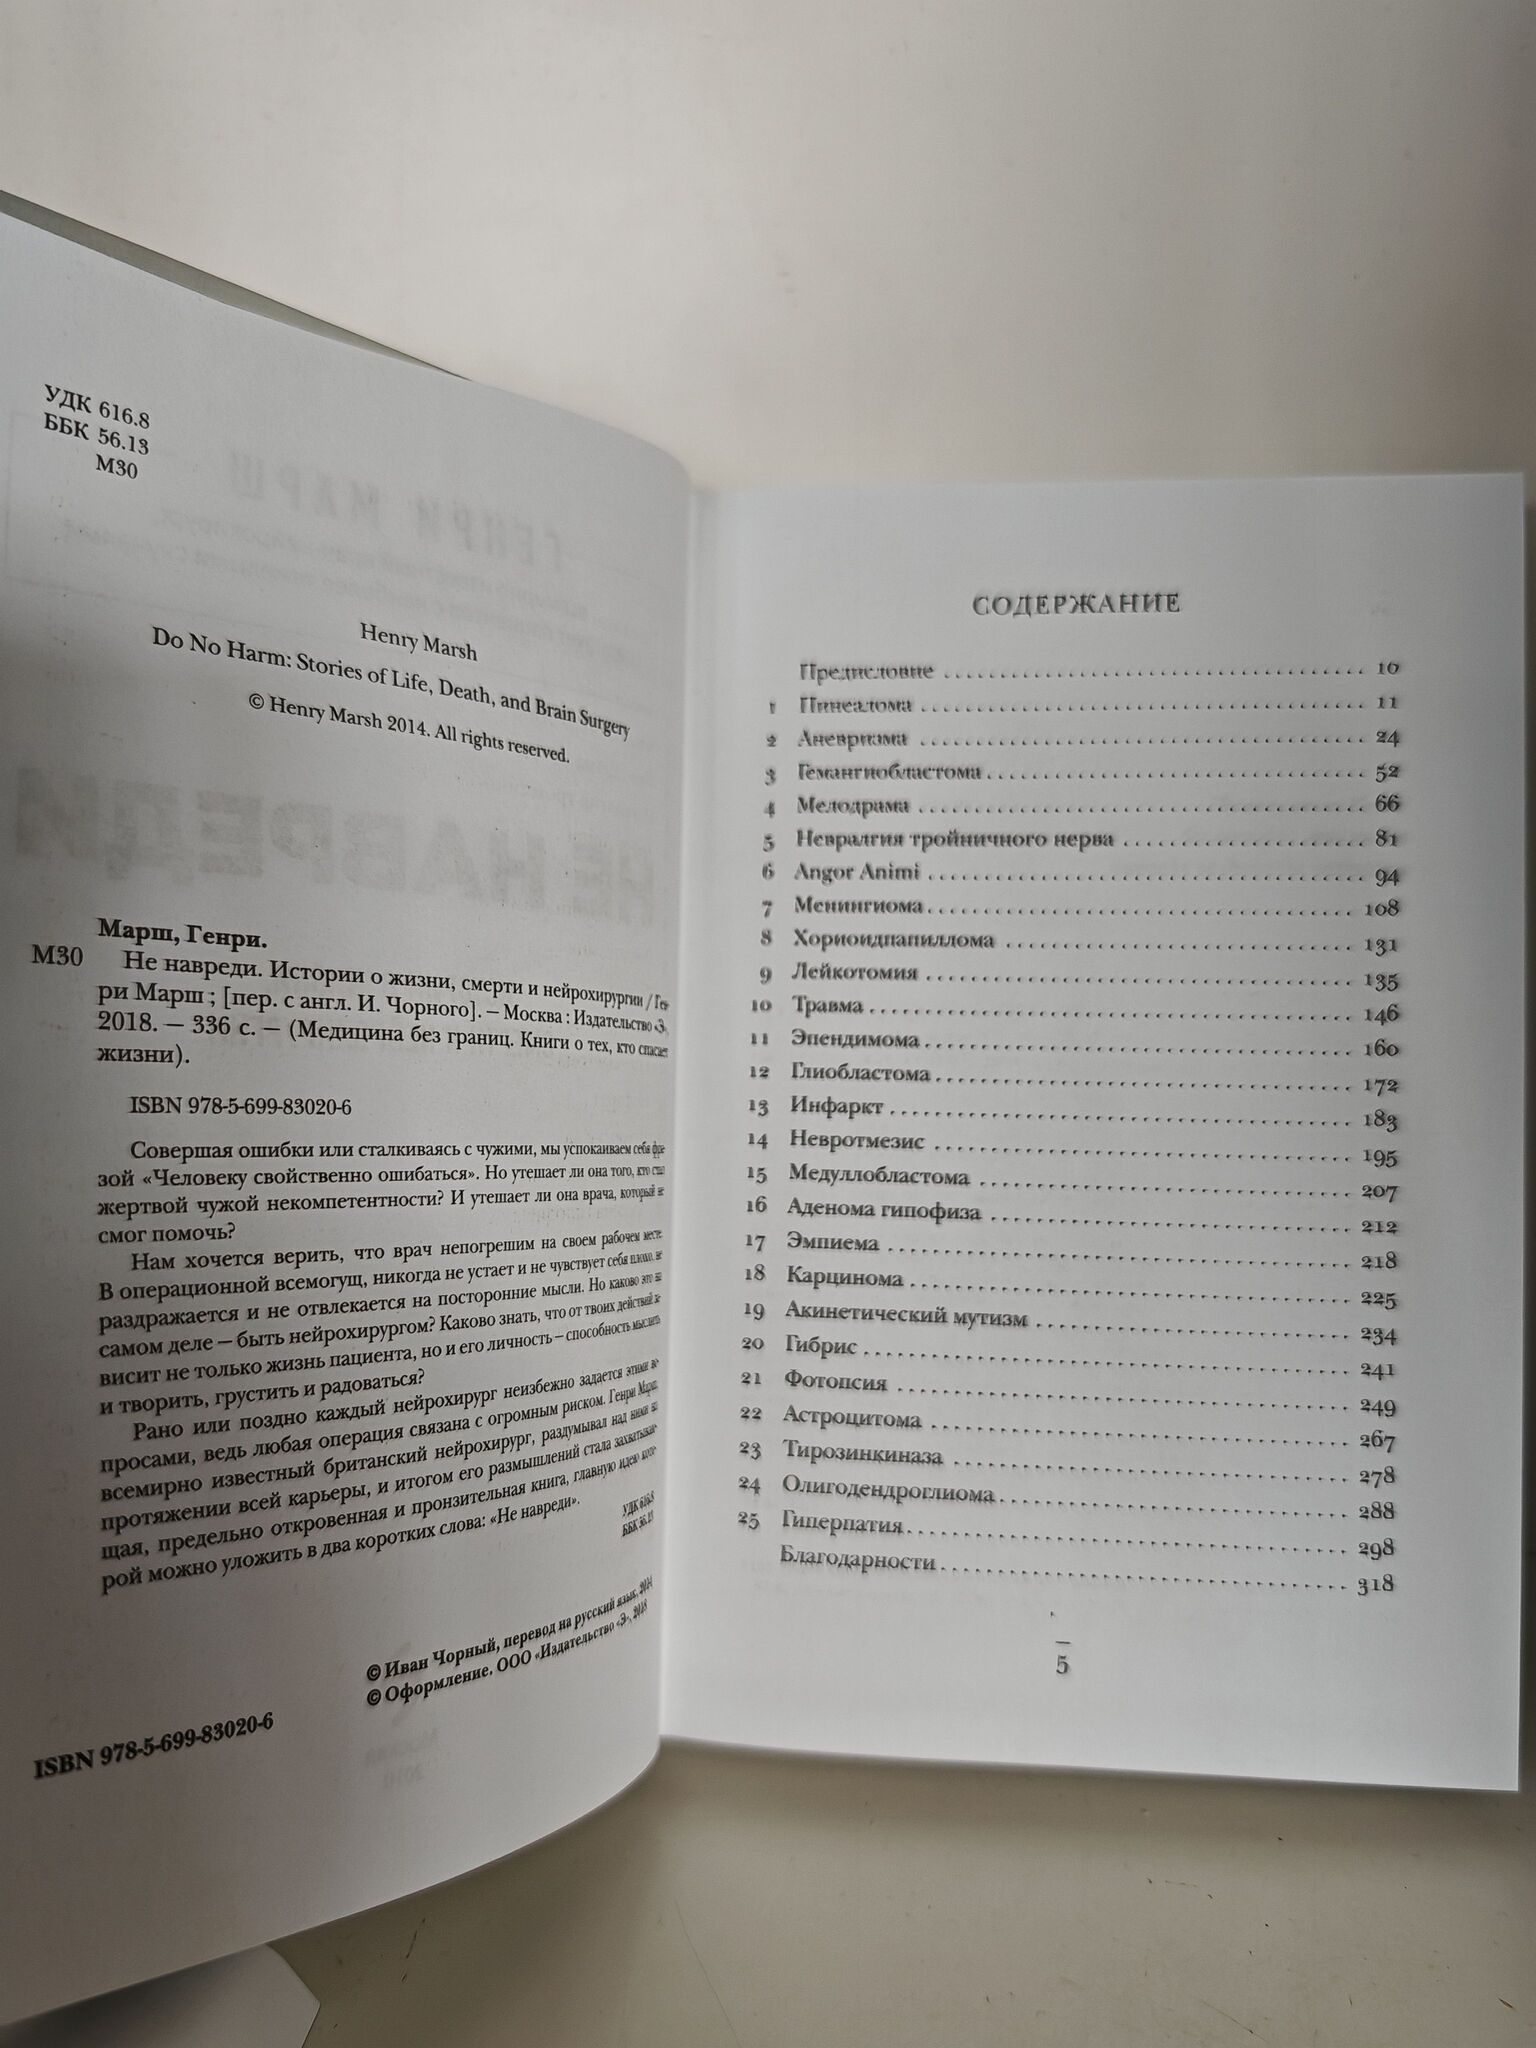 УДК 616.8
ББК 56.13
М30
Henry Marsh
Do No Harm: Stories of Life, Death, and Brain Surgery
© Henry Marsh 2014. All rights reserved.
Марш, Генри.
М30 Не навреди. Истории о жизни, смерти и нейрохирургии / Ген-
ри Марш ; [пер. с англ. И. Чорного]. — Москва : Издательство «Э»,
2018. — 336 с. — (Медицина без границ. Книги о тех, кто спасает
жизни).
ISBN 978-5-699-83020-6
Совершая ошибки или сталкиваясь с чужими, мы успокаиваем себя фра-
зой «Человеку свойственно ошибаться». Но утешает ли она того, кто стал
жертвой чужой некомпетентности? И утешает ли она врача, который не
смог помочь?
Нам хочется верить, что врач непогрешим на своем рабочем месте.
В операционной всемогущ, никогда не устает и не чувствует себя плохо, не
раздражается и не отвлекается на посторонние мысли. Но каково это на
самом деле — быть нейрохирургом? Каково знать, что от твоих действий за-
висит не только жизнь пациента, но и его личность — способность мыслить
и творить, грустить и радоваться?
Рано или поздно каждый нейрохирург неизбежно задается этими во-
просами, ведь любая операция связана с огромным риском. Генри Марш,
всемирно известный британский нейрохирург, раздумывал над ними на
протяжении всей карьеры, и итогом его размышлений стала захватываю-
щая, предельно откровенная и пронзительная книга, главную идею кото-
рой можно уложить в два коротких слова: «Не навреди».
УДК 616.8
ББК 56.13
© Иван Чорный, перевод на русский язык, 2014
© Оформление. ООО «Издательство «Э», 2018
ISBN 978-5-699-83020-6
СОДЕРЖАНИЕ
Предисловие 10
1 Пинеалома 11
2 Аневризма 24
3 Гемангиобластома 52
4 Мелодрама 66
5 Невралгия тройничного нерва 81
6 Angor Animi 94
7 Менингиома 108
8 Хориоидпапиллома 131
9 Лейкотомия 135
10 Травма 146
11 Эпендимома 160
12 Глиобластома 172
13 Инфаркт 183
14 Невротмезис 195
15 Медуллобластома 207
16 Аденома гипофиза 212
17 Эмпиема 218
18 Карцинома 225
19 Акинетический мутизм 234
20 Гибрис 241
21 Фотопсия 249
22 Астроцитома 267
23 Тирозинкиназа 278
24 Олигодендроглиома 288
25 Гиперпатия 298
Благодарности 318
5